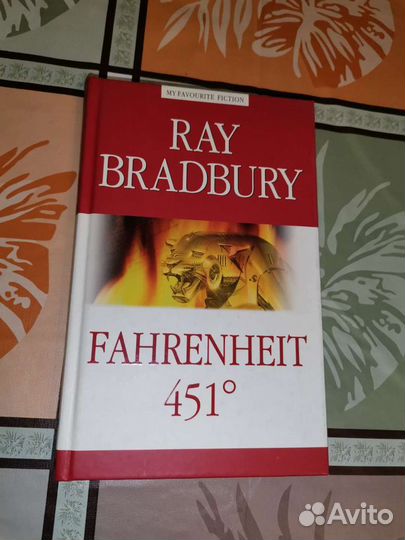 MY FAVOURITE FICTION
RAY
BRADBURY
FAHRENHEIT
451°
Avito